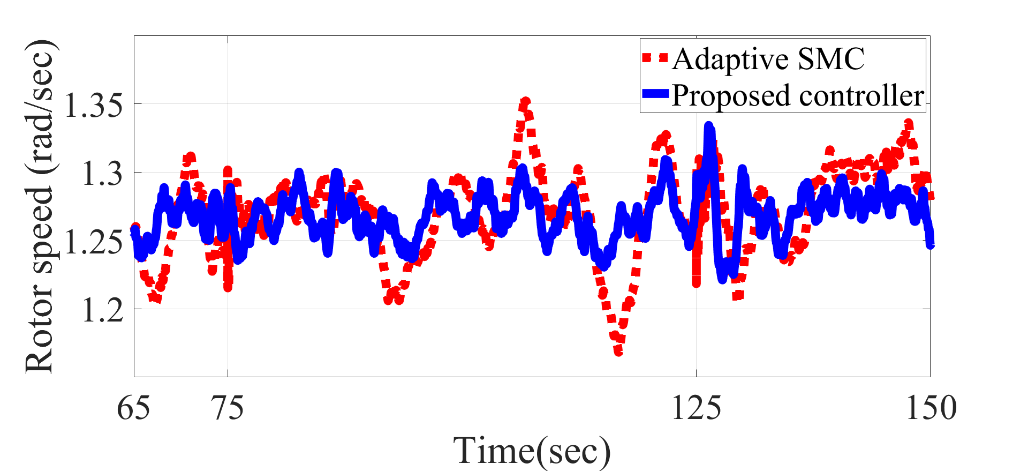 Adaptive SMC
Proposed controller
Rotor speed (rad/sec)
1.35
1.3
1.25
1.2
65
75
125
150
Time(sec)